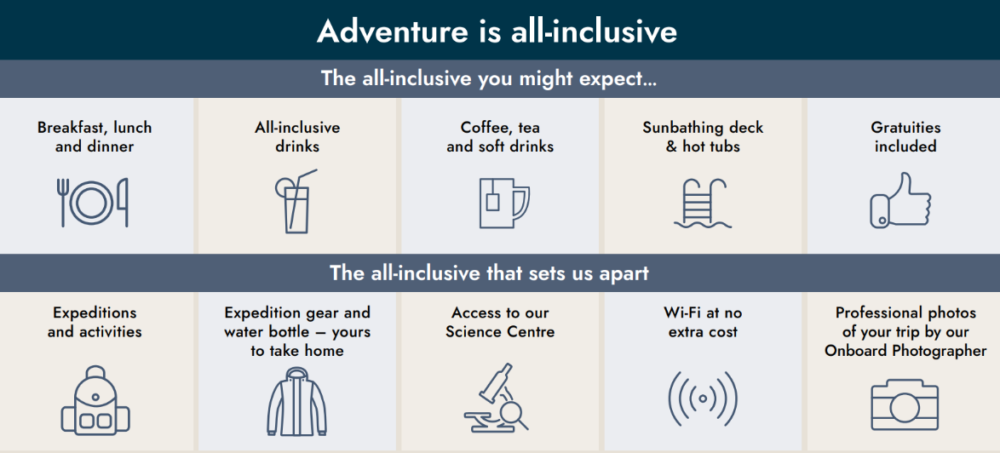 Adventure is all-inclusive
The all-inclusive you might expect...
Breakfast, lunch
and dinner
All-inclusive
drinks
Coffee, tea
and soft drinks
Sunbathing deck
& hot tubs
Gratuities
included
The all-inclusive that sets us apart
Expeditions
and activities
Expedition gear and
water bottle – yours
to take home
Access to our
Science Centre
Wi-Fi at no
extra cost
Professional photos
of your trip by our
Onboard Photographer